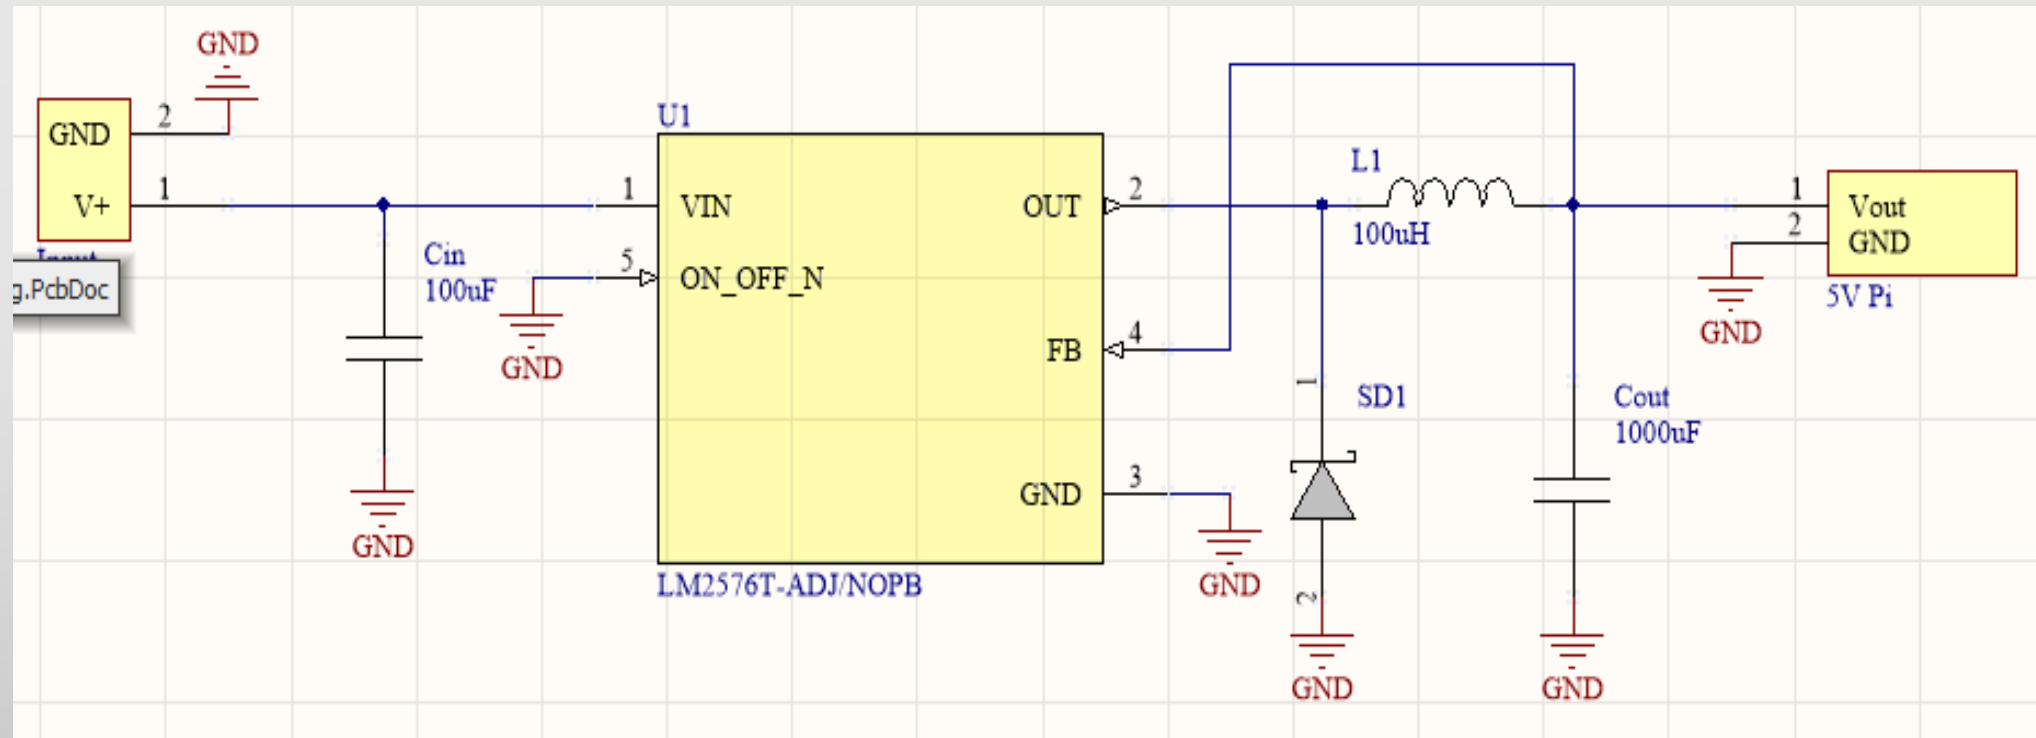 GND
GND
2
V+
1
g.PcbDoc
Cin
100uF
GND
GND
U1
1
VIN
5
ON_OFF_N
OUT
2
FB
4
GND
3
LM2576T-ADJ/NOPB
GND
L1
100uH
1
SD1
2
GND
Cout
1000uF
GND
1
Vout
2
GND
5V Pi
GND